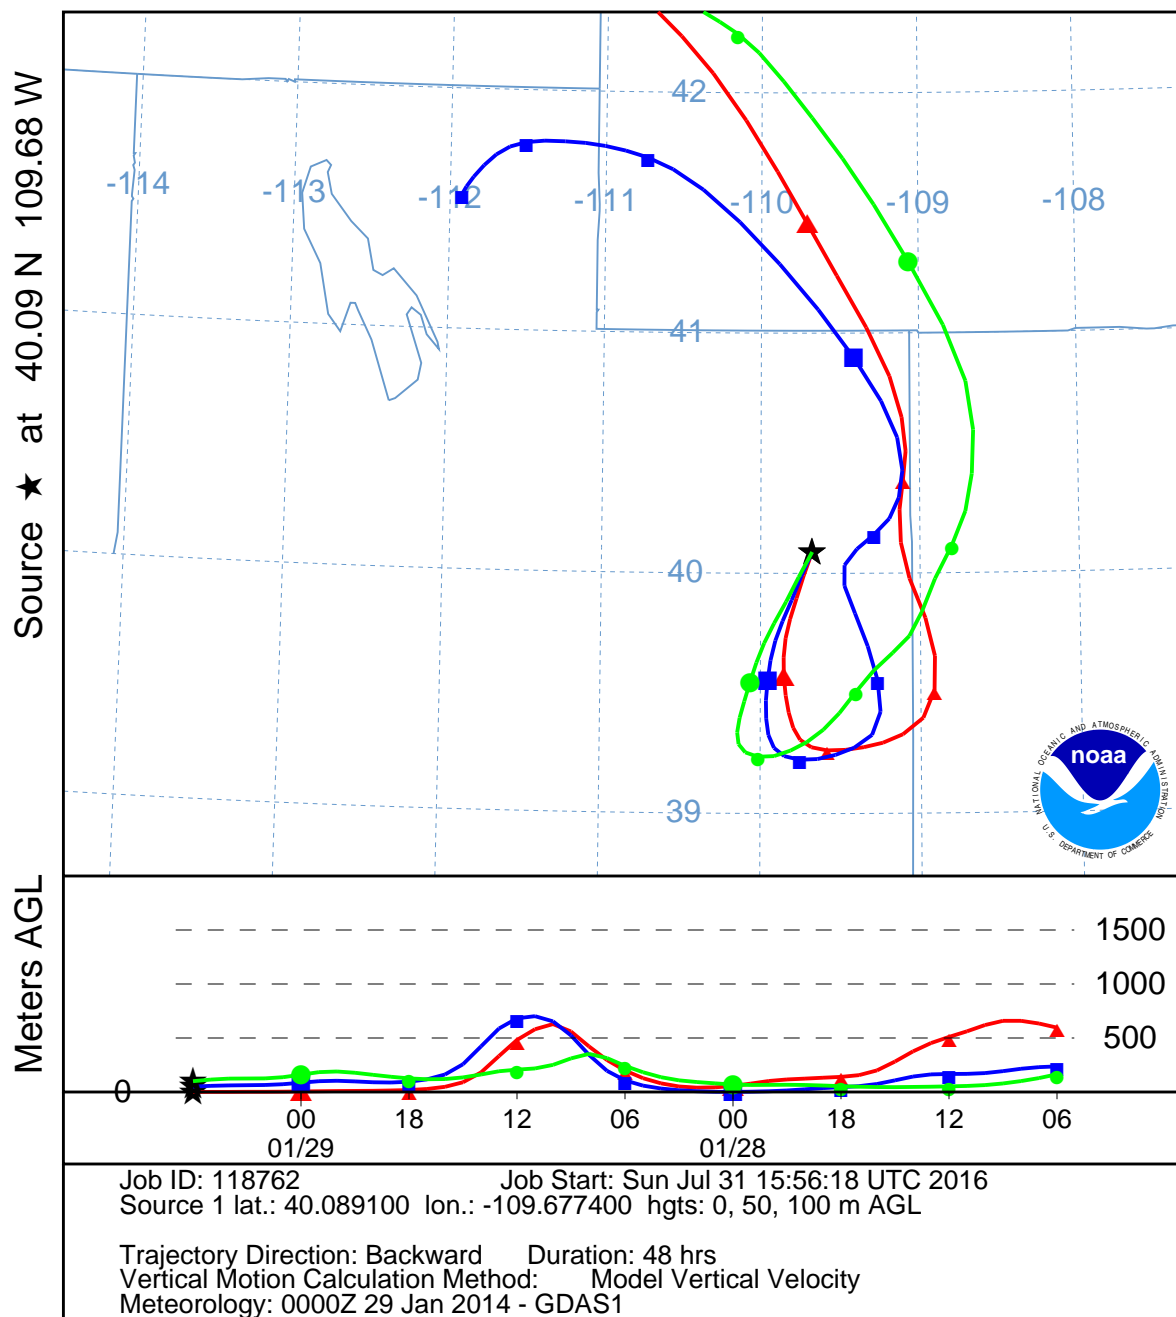 Source ★ at 40.09 N 109.68 W
42
-114
-113
-112
-111
-110
-109
-108
41
40
39
NATIONAL OCEANIC AND ATMOSPHERIC ADMINISTRATION
noaa
U.S. DEPARTMENT OF COMMERCE
Meters AGL
1500
1000
500
0
00 18 12 06 00 18 12 06
01/29 01/28
Job ID: 118762 Job Start: Sun Jul 31 15:56:18 UTC 2016
Source 1 lat.: 40.089100 lon.: -109.677400 hgts: 0, 50, 100 m AGL
Trajectory Direction: Backward Duration: 48 hrs
Vertical Motion Calculation Method: Model Vertical Velocity
Meteorology: 0000Z 29 Jan 2014 - GDAS1